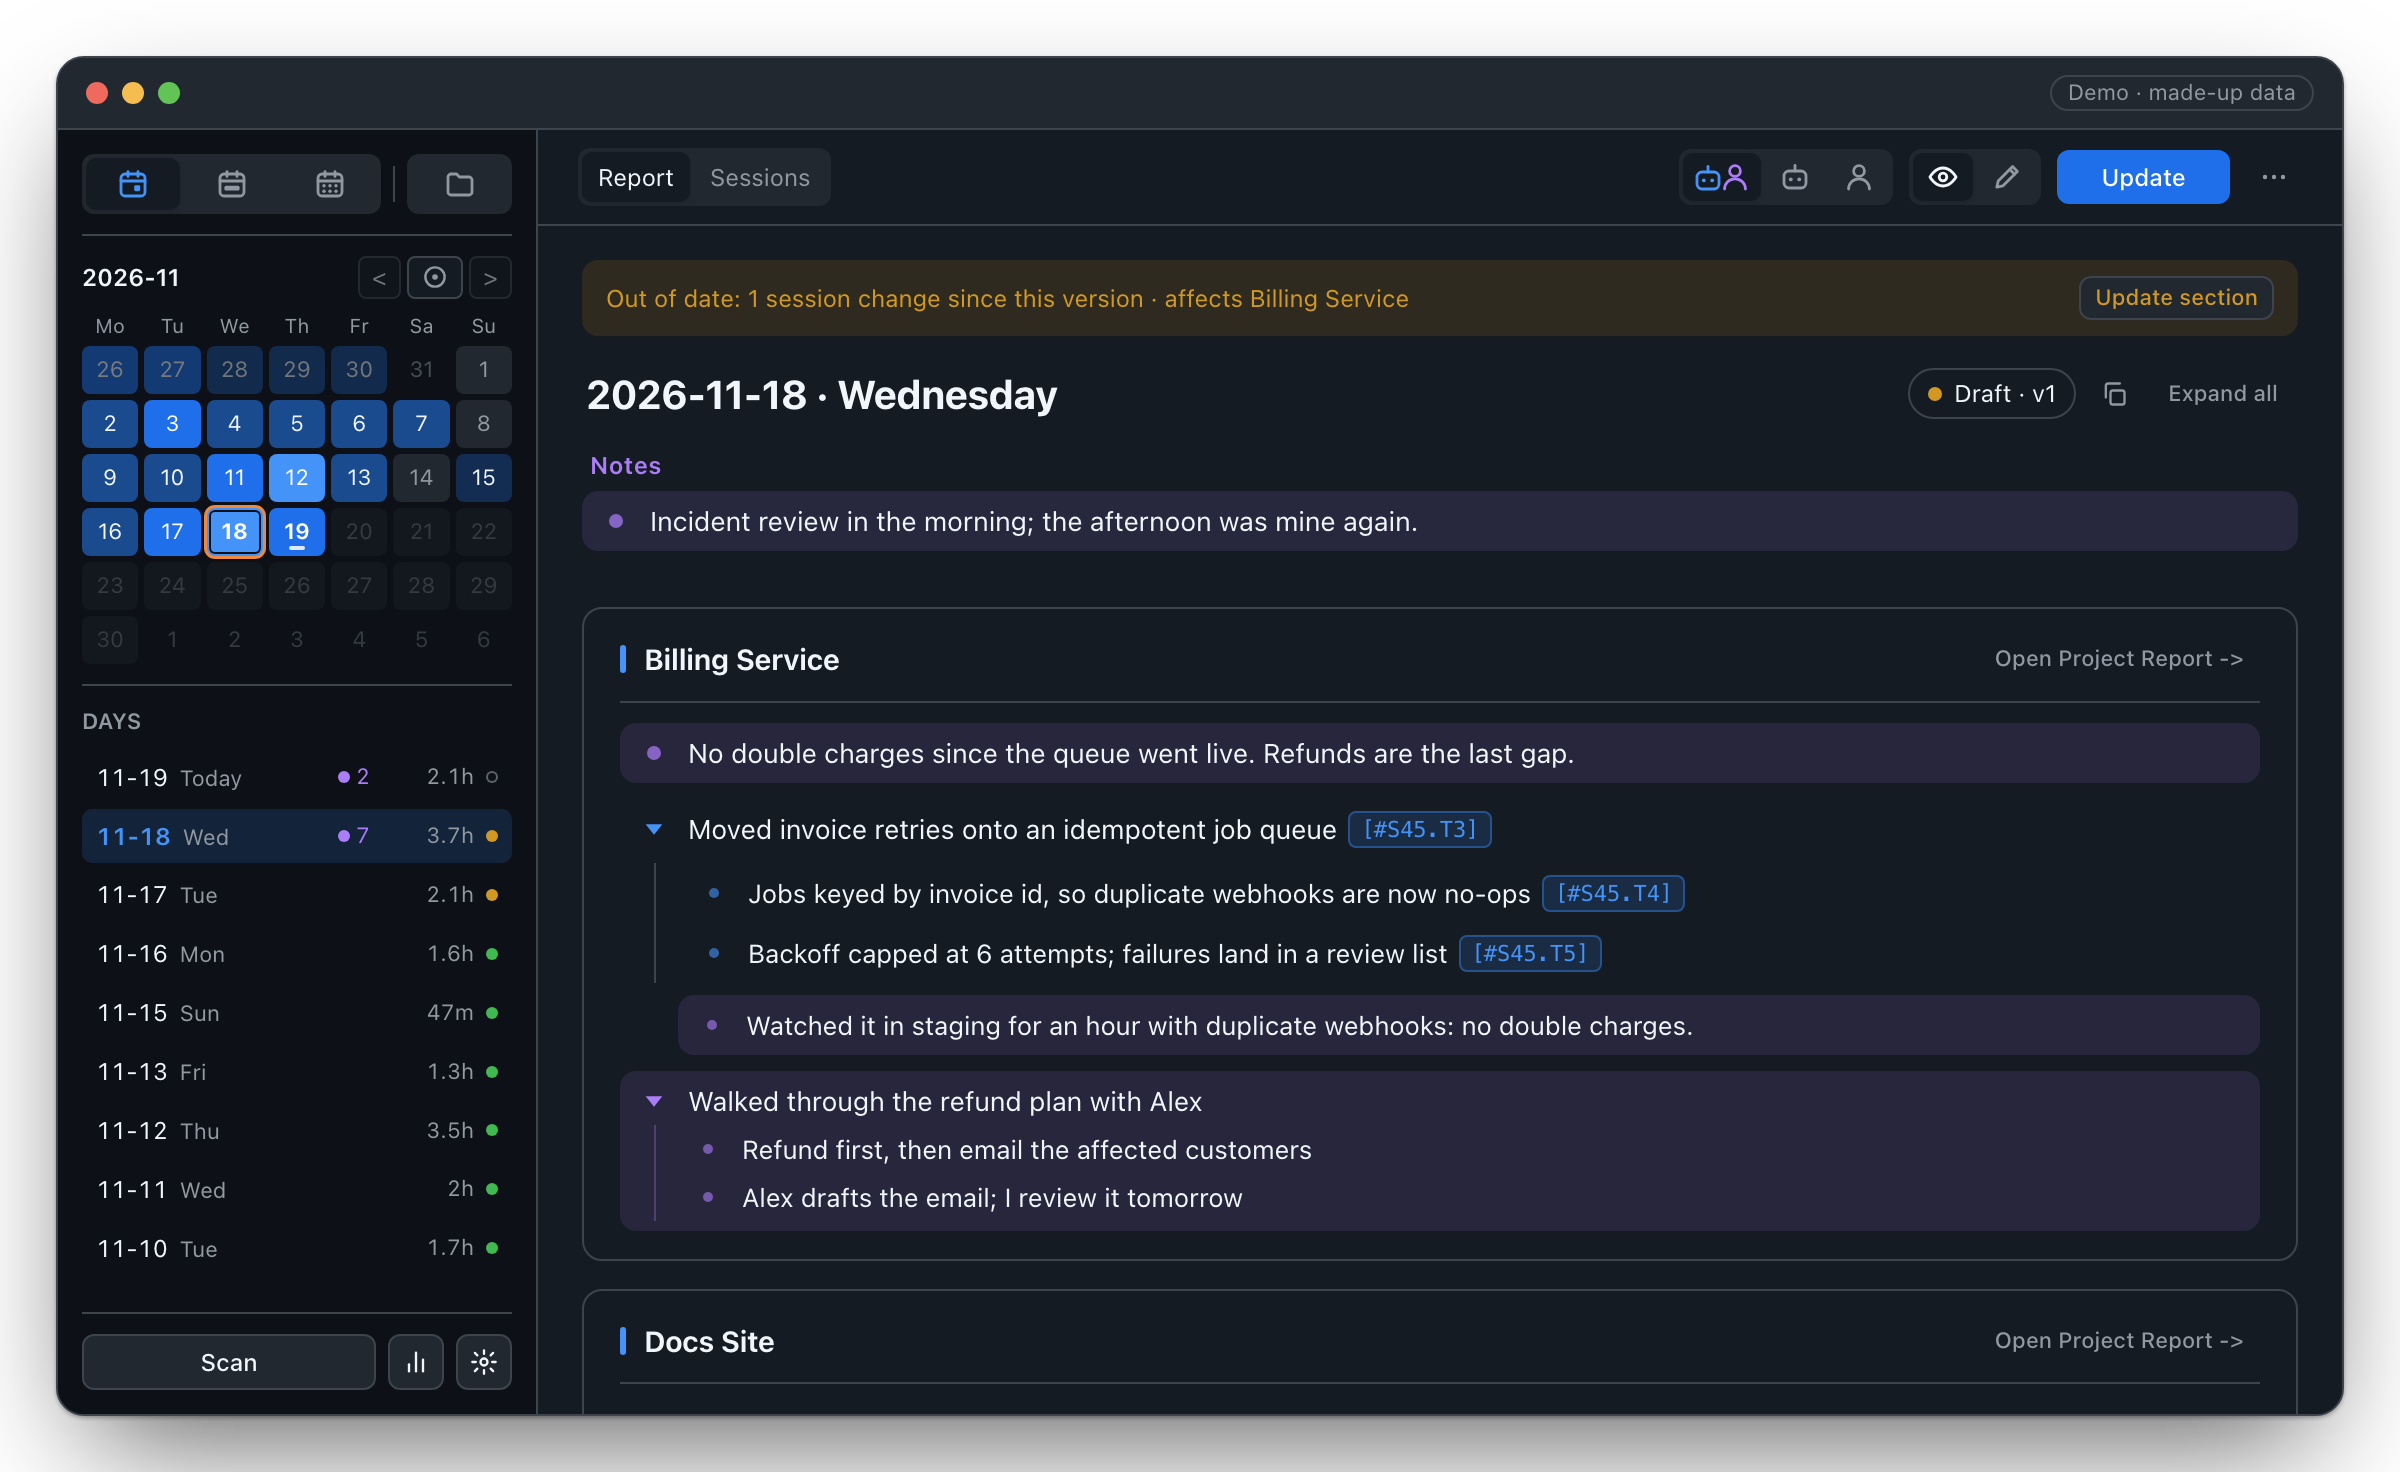 Demo · made-up data
Report Sessions
Update
2026-11
< >
Mo Tu We Th Fr Sa Su
26 27 28 29 30 31 1
2 3 4 5 6 7 8
9 10 11 12 13 14 15
16 17 18 19 20 21 22
23 24 25 26 27 28 29
30 1 2 3 4 5 6
DAYS
11-19 Today 2 2.1h
11-18 Wed 7 3.7h
11-17 Tue 2.1h
11-16 Mon 1.6h
11-15 Sun 47m
11-13 Fri 1.3h
11-12 Thu 3.5h
11-11 Wed 2h
11-10 Tue 1.7h
Scan
Out of date: 1 session change since this version · affects Billing Service
Update section
2026-11-18 · Wednesday
Draft · v1
Expand all
Notes
Incident review in the morning; the afternoon was mine again.
Billing Service
Open Project Report ->
No double charges since the queue went live. Refunds are the last gap.
Moved invoice retries onto an idempotent job queue [#S45.T3]
Jobs keyed by invoice id, so duplicate webhooks are now no-ops [#S45.T4]
Backoff capped at 6 attempts; failures land in a review list [#S45.T5]
Watched it in staging for an hour with duplicate webhooks: no double charges.
Walked through the refund plan with Alex
Refund first, then email the affected customers
Alex drafts the email; I review it tomorrow
Docs Site
Open Project Report ->